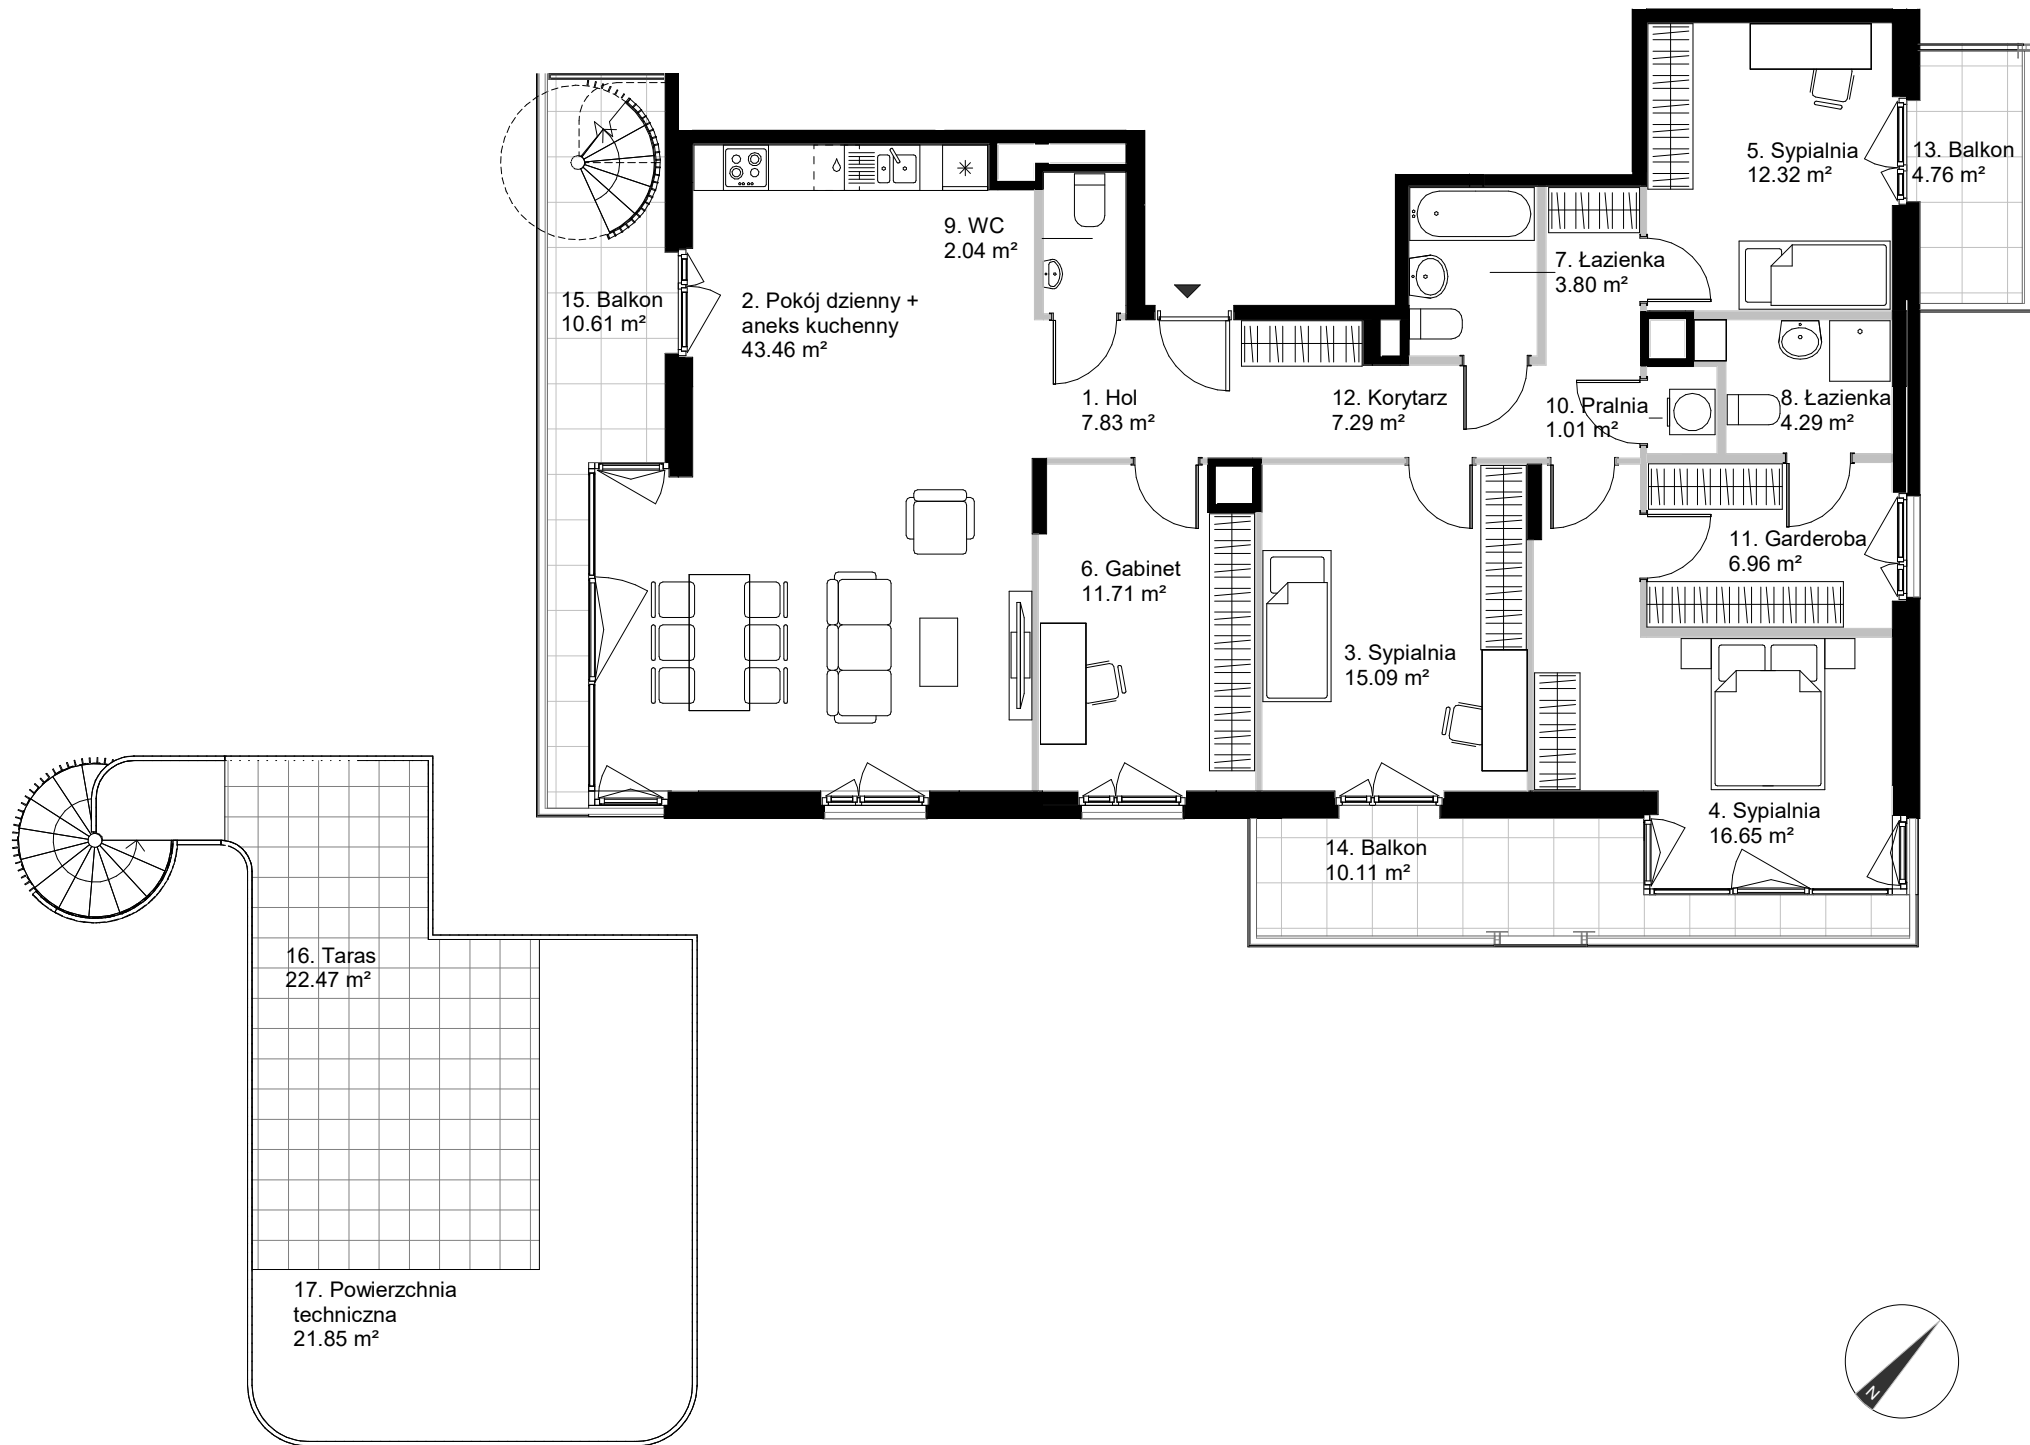 5. Sypialnia
12.32 m²
13. Balkon
4.76 m²
9. WC
2.04 m²
7. Łazienka
3.80 m²
15. Balkon
10.61 m²
2. Pokój dzienny +
aneks kuchenny
43.46 m²
1. Hol
7.83 m²
12. Korytarz
7.29 m²
10. Pralnia
1.01 m²
8. Łazienka
4.29 m²
11. Garderoba
6.96 m²
6. Gabinet
11.71 m²
3. Sypialnia
15.09 m²
4. Sypialnia
16.65 m²
14. Balkon
10.11 m²
16. Taras
22.47 m²
17. Powierzchnia
techniczna
21.85 m²
N